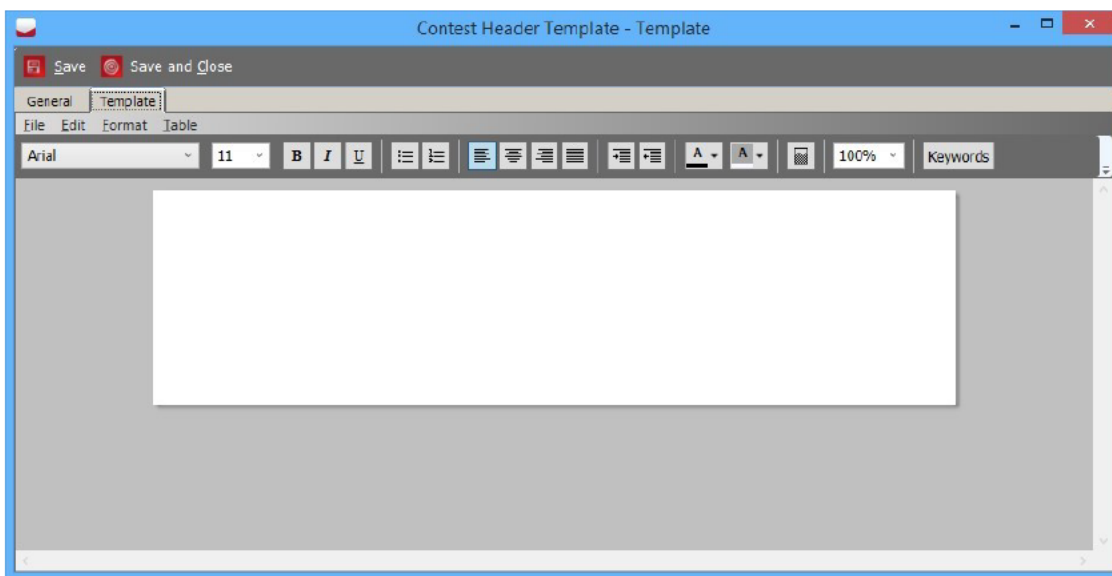 Contest Header Template - Template
Save Save and Close
General Template
File Edit Format Table
Arial 11 B I U A A 100% Keywords